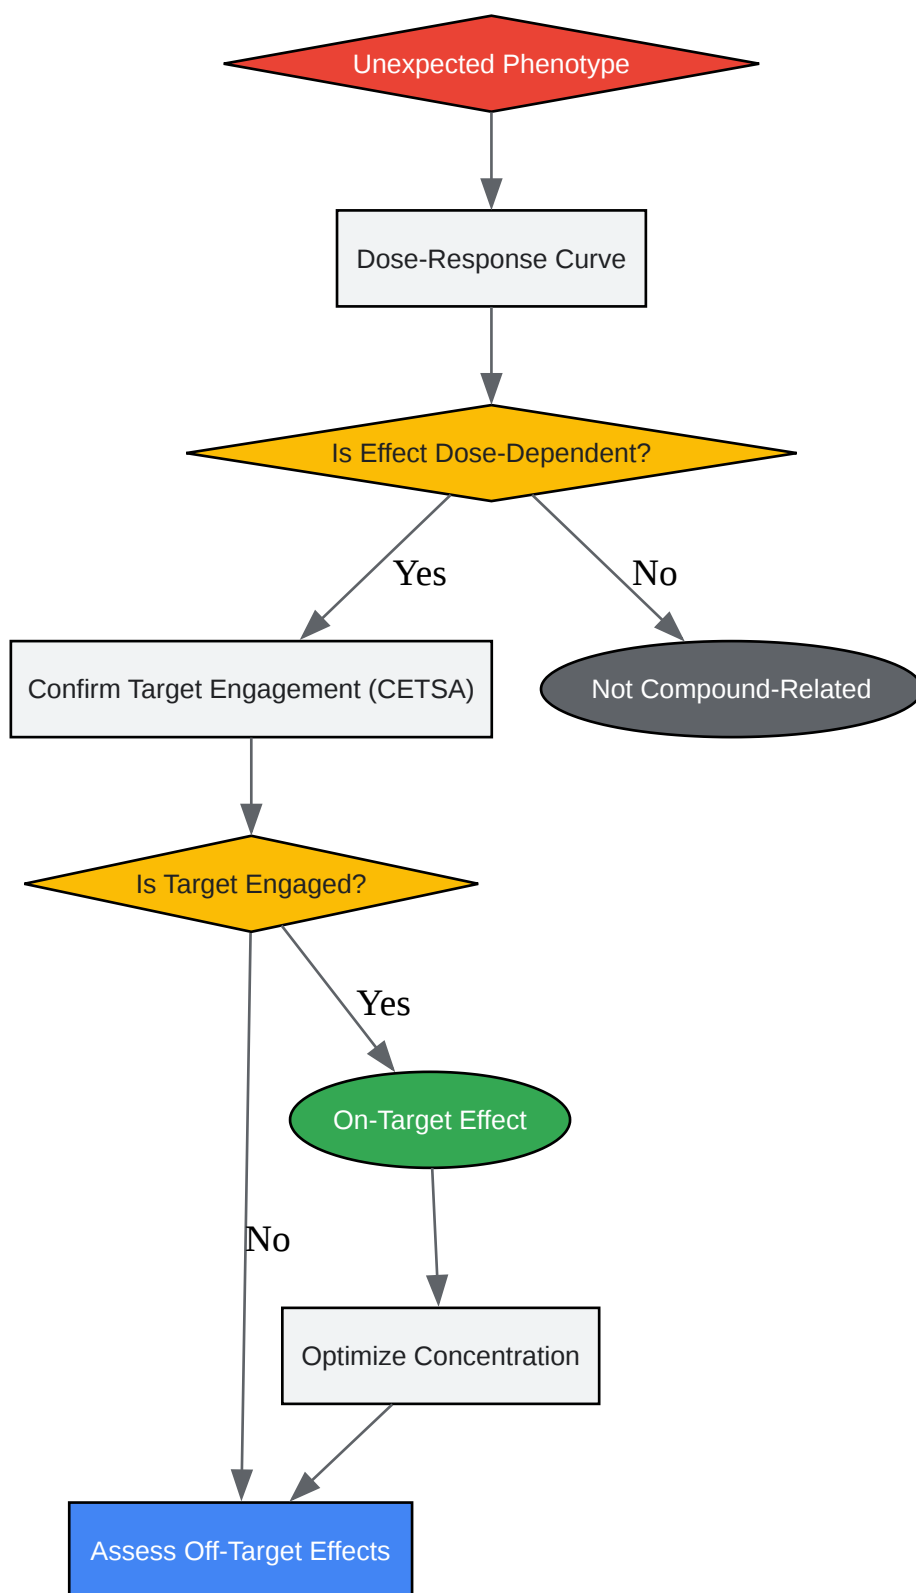 Unexpected Phenotype
Dose-Response Curve
Is Effect Dose-Dependent?
Yes
No
Confirm Target Engagement (CETSA)
Not Compound-Related
Is Target Engaged?
Yes
On-Target Effect
No
Optimize Concentration
Assess Off-Target Effects